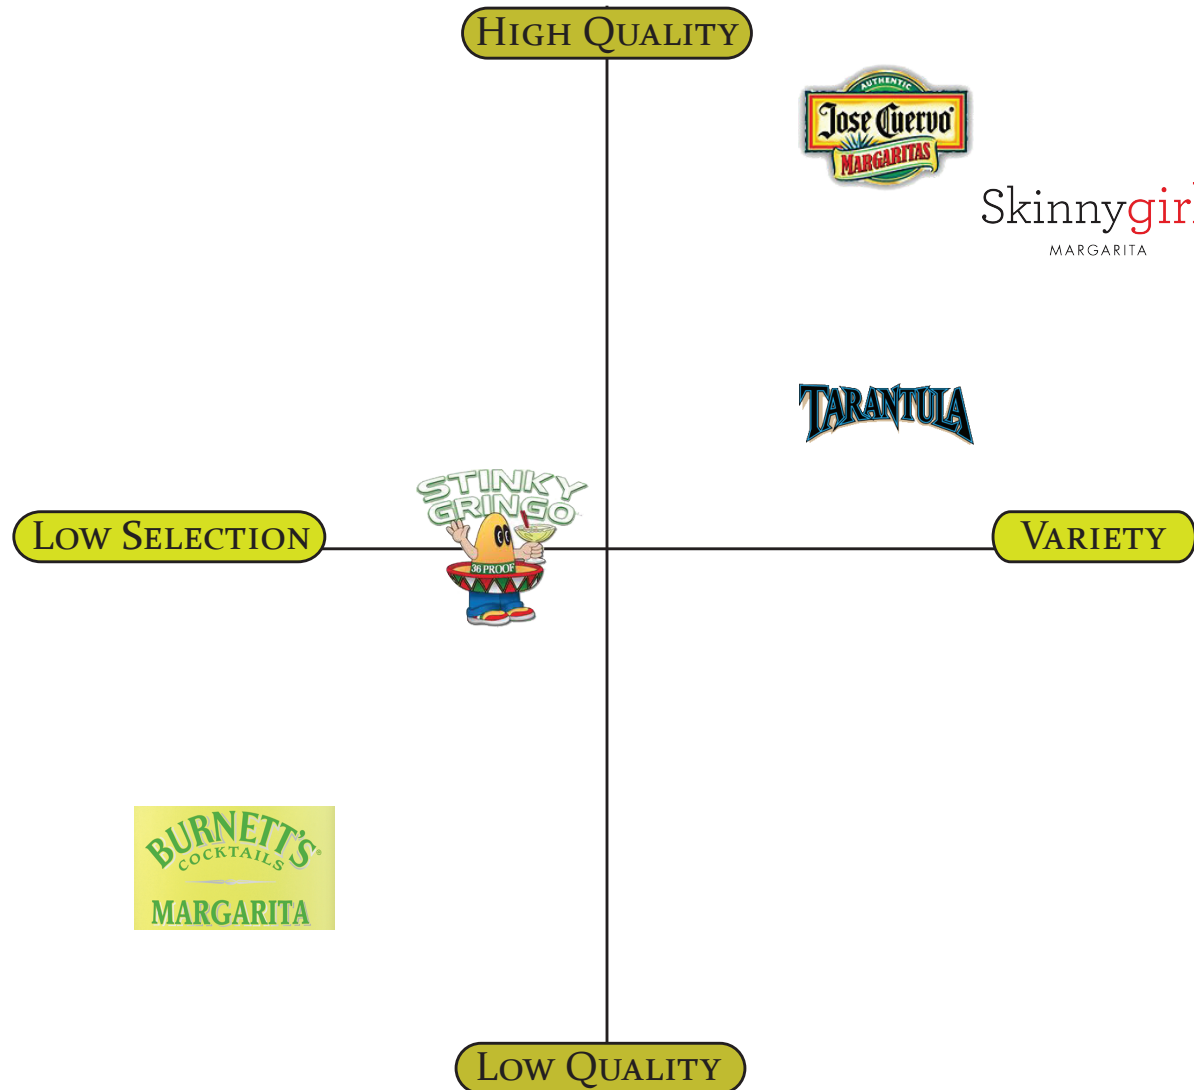 HIGH QUALITY
AUTHENTIC
Jose Cuervo
MARGARITAS
Skinnygirl
MARGARITA
TARANTULA
STINKY
GRINGO
36 PROOF
LOW SELECTION
VARIETY
BURNETT'S
COCKTAILS
MARGARITA
LOW QUALITY